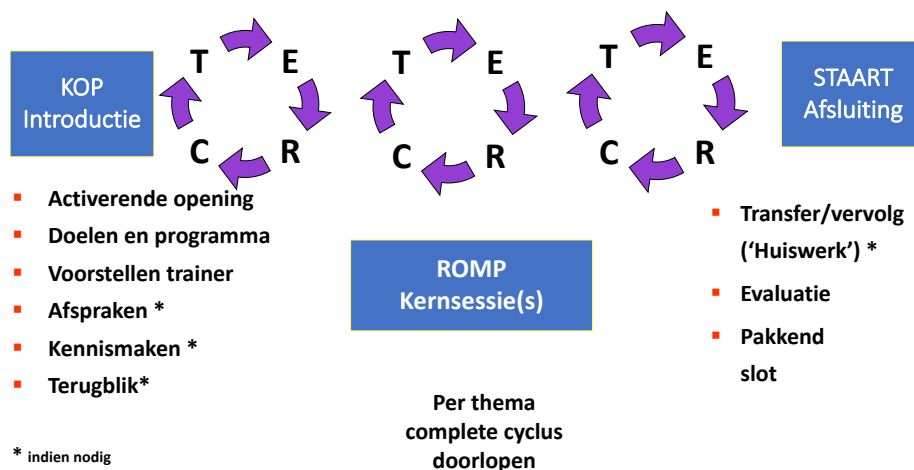 KOP
Introductie
T E
C R
T E
C R
T E
C R
STAART
Afsluiting
▪ Activerende opening
▪ Doelen en programma
▪ Voorstellen trainer
▪ Afspraken *
▪ Kennismaken *
▪ Terugblik*
* indien nodig
ROMP
Kernsessie(s)
Per thema
complete cyclus
doorlopen
▪ Transfer/vervolg
(‘Huiswerk’) *
▪ Evaluatie
▪ Pakkend
slot